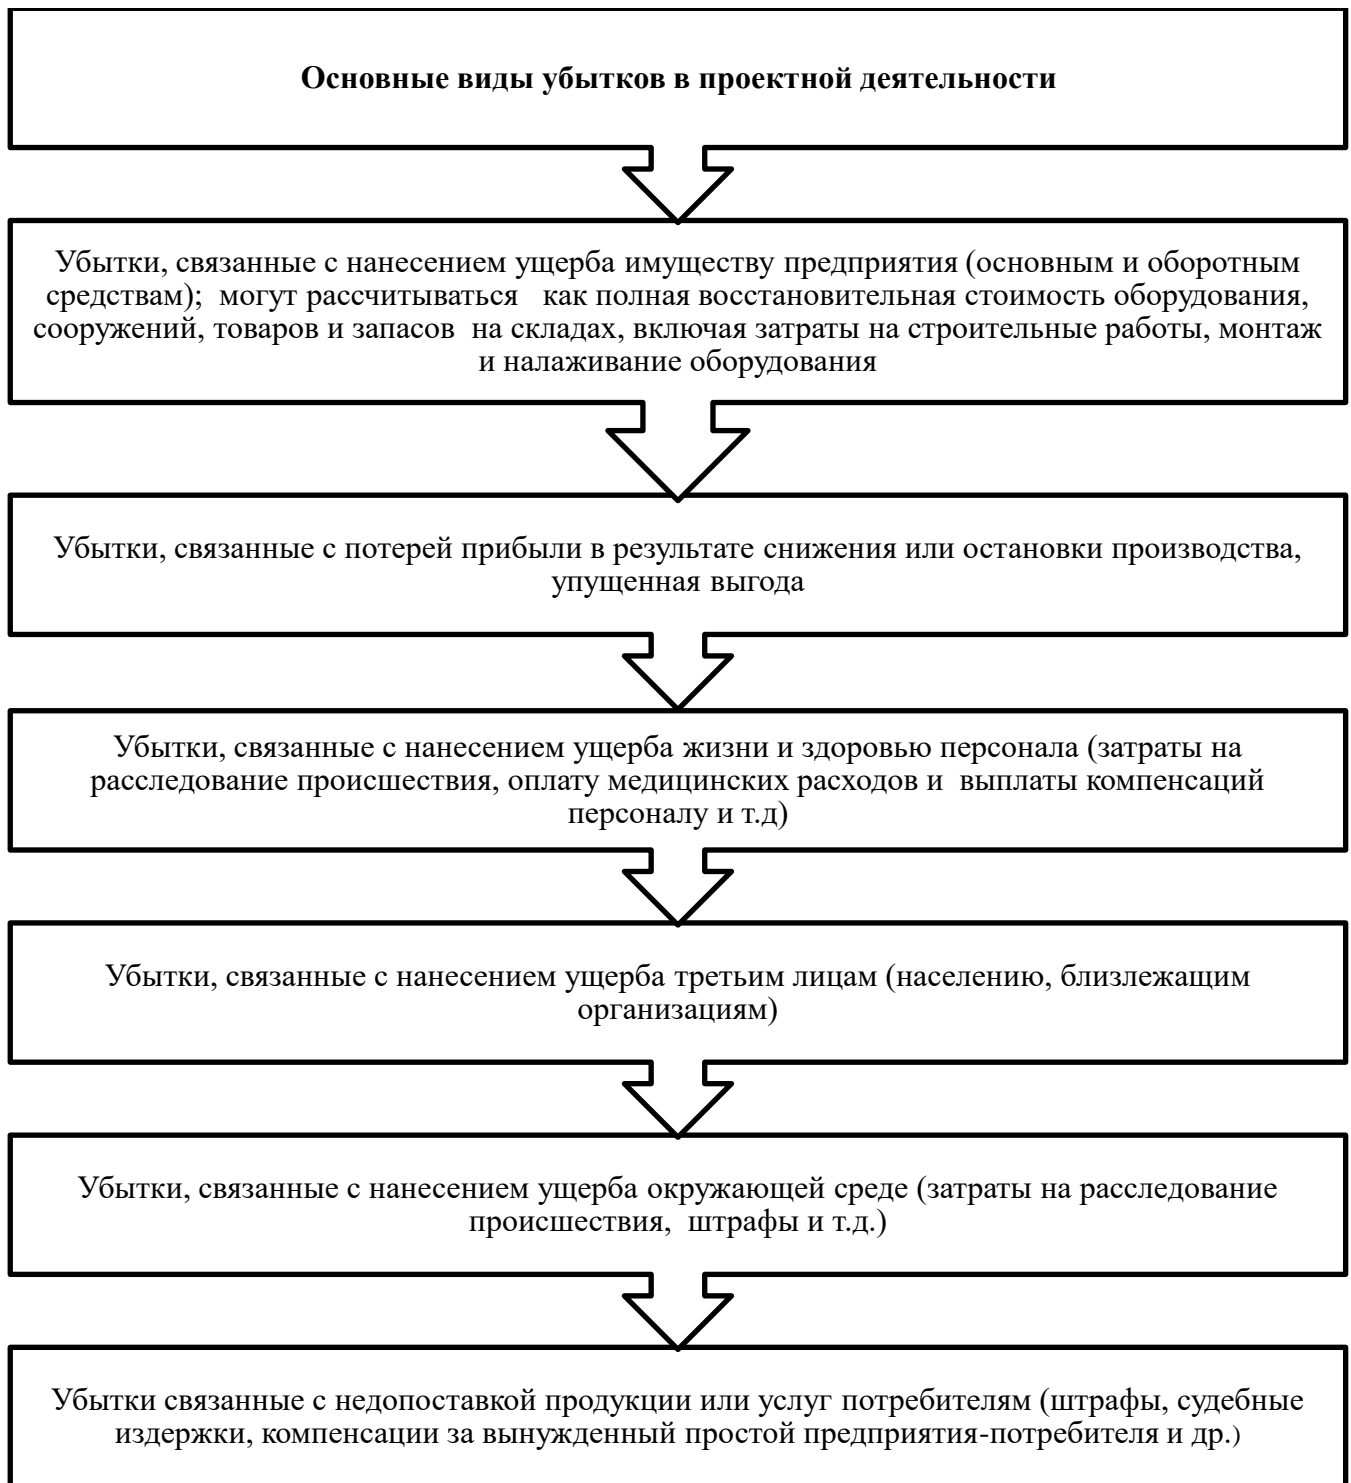 Основные виды убытков в проектной деятельности
Убытки, связанные с нанесением ущерба имуществу предприятия (основным и оборотным
средствам); могут рассчитываться как полная восстановительная стоимость оборудования,
сооружений, товаров и запасов на складах, включая затраты на строительные работы, монтаж
и налаживание оборудования
Убытки, связанные с потерей прибыли в результате снижения или остановки производства,
упущенная выгода
Убытки, связанные с нанесением ущерба жизни и здоровью персонала (затраты на
расследование происшествия, оплату медицинских расходов и выплаты компенсаций
персоналу и т.д)
Убытки, связанные с нанесением ущерба третьим лицам (населению, близлежащим
организациям)
Убытки, связанные с нанесением ущерба окружающей среде (затраты на расследование
происшествия, штрафы и т.д.)
Убытки связанные с недопоставкой продукции или услуг потребителям (штрафы, судебные
издержки, компенсации за вынужденный простой предприятия-потребителя и др.)